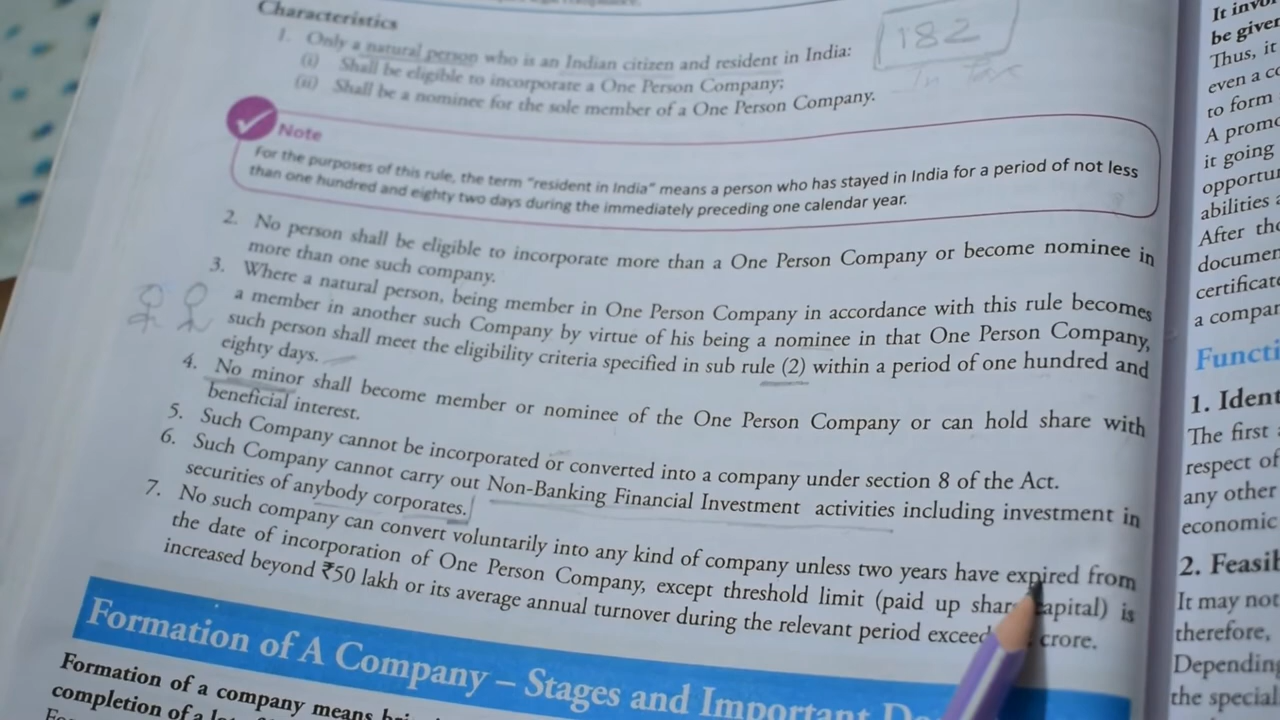 Characteristics
182
1. Only a natural person who is an Indian citizen and resident in India:
(i) Shall be eligible to incorporate a One Person Company;
In Tax
(ii) Shall be a nominee for the sole member of a One Person Company.
Note
For the purposes of this rule, the term "resident in India" means a person who has stayed in India for a period of not less
than one hundred and eighty two days during the immediately preceding one calendar year.
2. No person shall be eligible to incorporate more than a One Person Company or become nominee in
more than one such company.
3. Where a natural person, being member in One Person Company in accordance with this rule becomes
a member in another such Company by virtue of his being a nominee in that One Person Company,
such person shall meet the eligibility criteria specified in sub rule (2) within a period of one hundred and
eighty days.
4. No minor shall become member or nominee of the One Person Company or can hold share with
beneficial interest.
5. Such Company cannot be incorporated or converted into a company under section 8 of the Act.
6. Such Company cannot carry out Non-Banking Financial Investment activities including investment in
securities of anybody corporates.
7. No such company can convert voluntarily into any kind of company unless two years have expired from
the date of incorporation of One Person Company, except threshold limit (paid up share capital) is
increased beyond ₹50 lakh or its average annual turnover during the relevant period exceed crore.
Formation of A Company – Stages and Important
Formation of a company means
completion of a
It
be given
Thus, it
even a
to form
A
it going
abilities
After the
a
1.
The first
respect of
any other
economic
2.
It may not
therefore,
Depending
the special